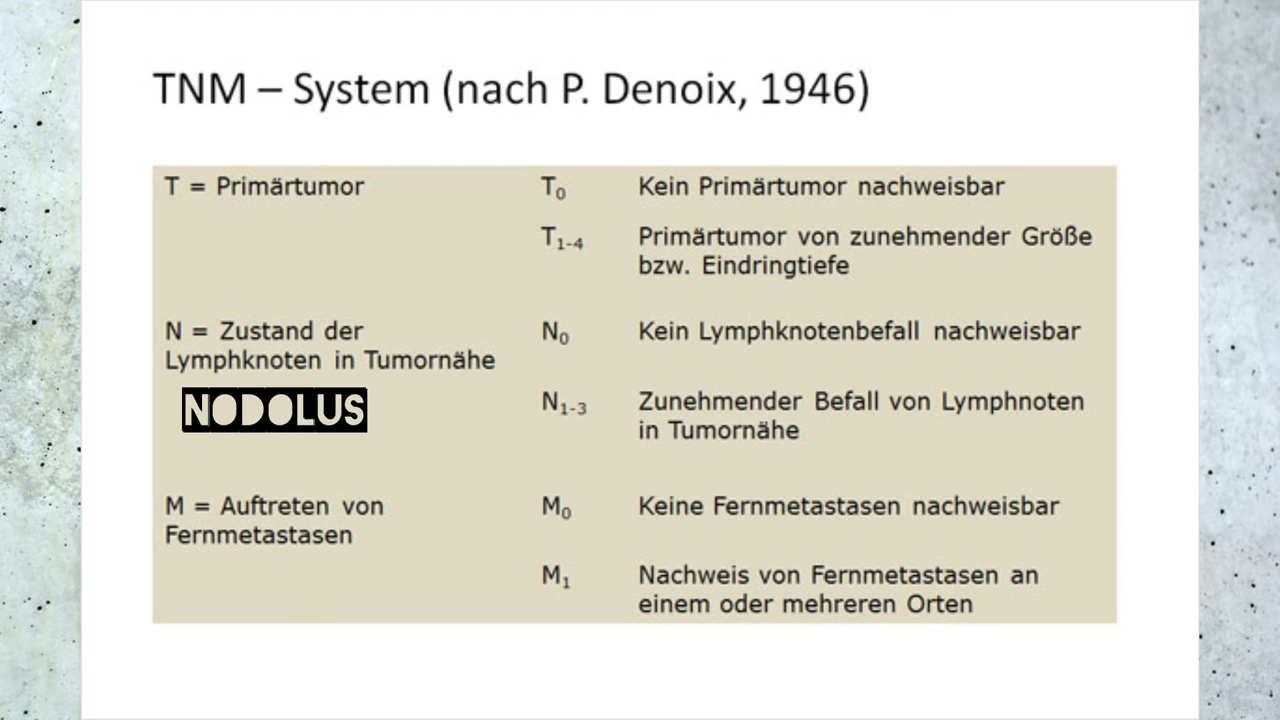 TNM – System (nach P. Denoix, 1946)
T = Primärtumor T₀ Kein Primärtumor nachweisbar
T₁₋₄ Primärtumor von zunehmender Größe
bzw. Eindringtiefe
N = Zustand der N₀ Kein Lymphknotenbefall nachweisbar
Lymphknoten in Tumornähe
NODOLUS N₁₋₃ Zunehmender Befall von Lymphnoten
in Tumornähe
M = Auftreten von M₀ Keine Fernmetastasen nachweisbar
Fernmetastasen
M₁ Nachweis von Fernmetastasen an
einem oder mehreren Orten